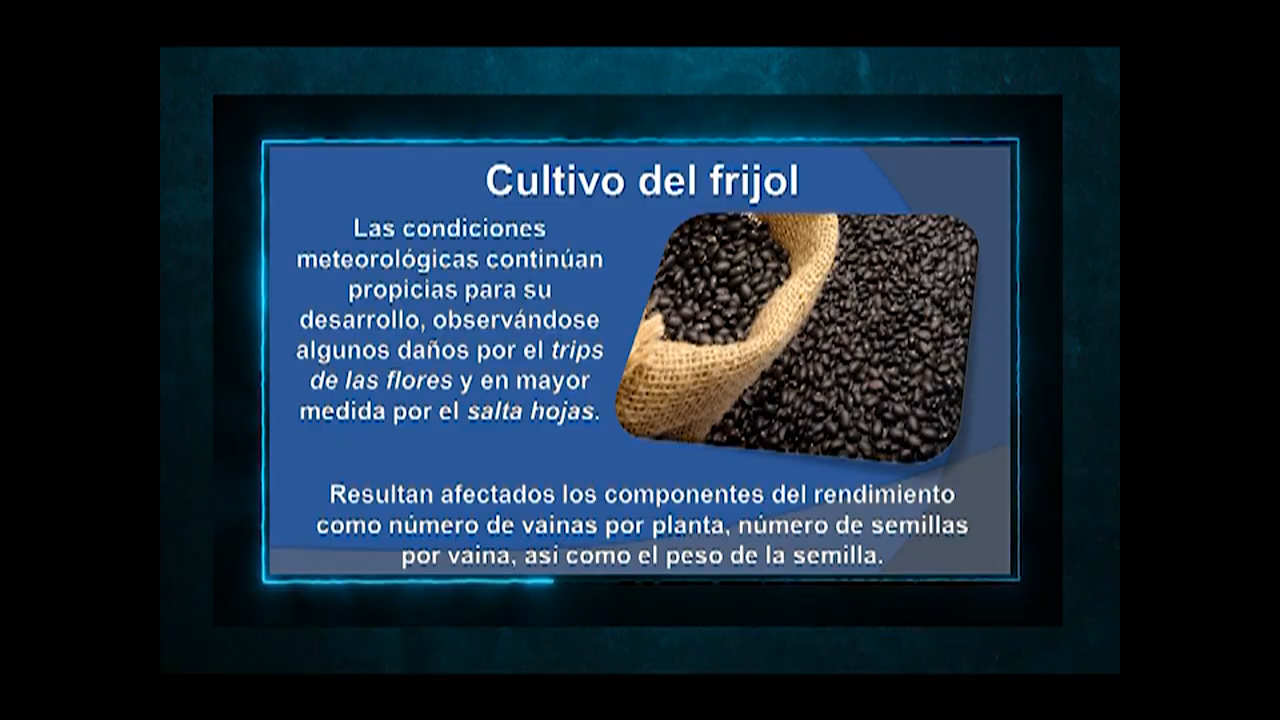 Cultivo del frijol
Las condiciones
meteorológicas continúan
propicias para su
desarrollo, observándose
algunos daños por el trips
de las flores y en mayor
medida por el salta hojas.
Resultan afectados los componentes del rendimiento
como número de vainas por planta, número de semillas
por vaina, asi como el peso de la semilla.